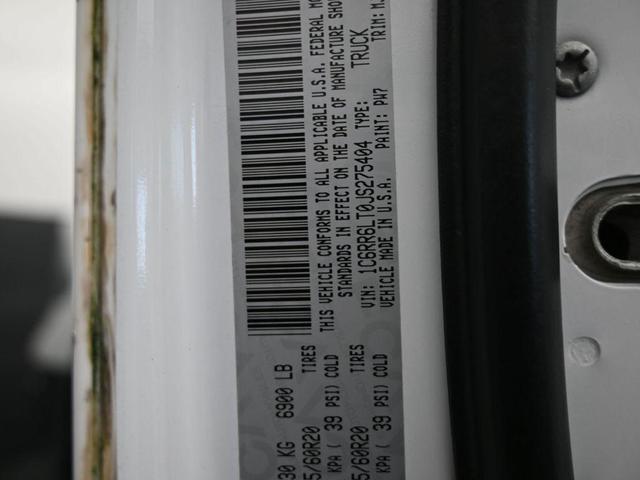 30 KG 6900 LB
5/60R20 TIRES
KPA ( 39 PSI) COLD
5/60R20 TIRES
KPA ( 39 PSI) COLD
THIS VEHICLE CONFORMS TO ALL APPLICABLE U.S.A. FEDERAL MO
STANDARDS IN EFFECT ON THE DATE OF MANUFACTURE SHO
VIN: 1C6RR6LT0JS275404 TYPE: TRUCK
VEHICLE MADE IN U.S.A. PAINT: PW7 TRIM: M